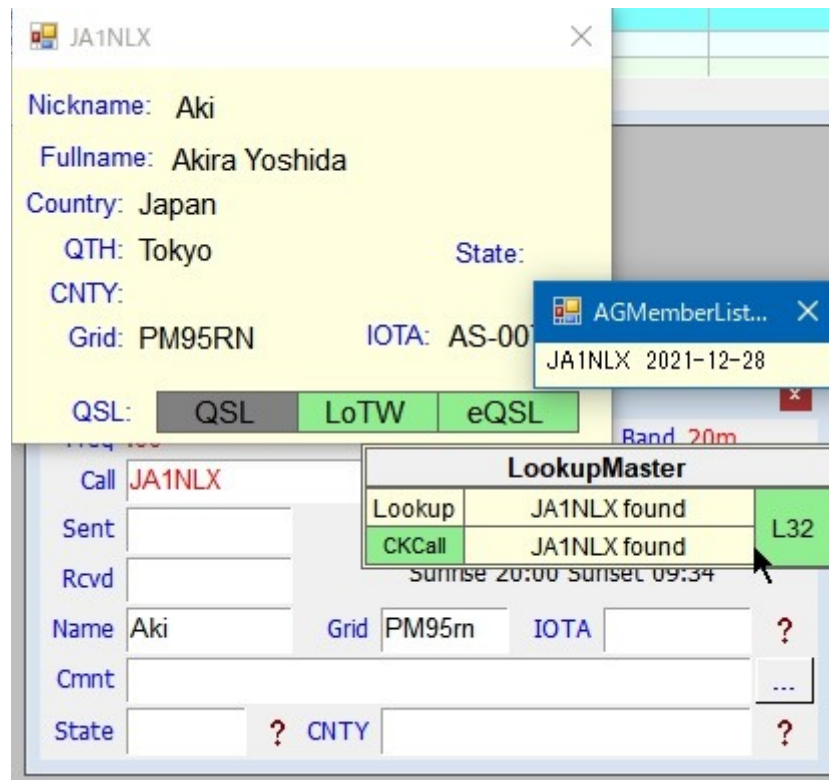 JA1NLX
Nickname: Aki
Fullname: Akira Yoshida
Country: Japan
QTH: Tokyo State:
CNTY:
Grid: PM95RN IOTA: AS-007
QSL: QSL LoTW eQSL
AGMemberList...
JA1NLX 2021-12-28
x
Band 20m
Call JA1NLX
LookupMaster
Lookup JA1NLX found
CKCall JA1NLX found
L32
Sent
Rcvd
Sunrise 20:00 Sunset 09:34
Name Aki Grid PM95rn IOTA ?
Cmnt ...
State ? CNTY ?